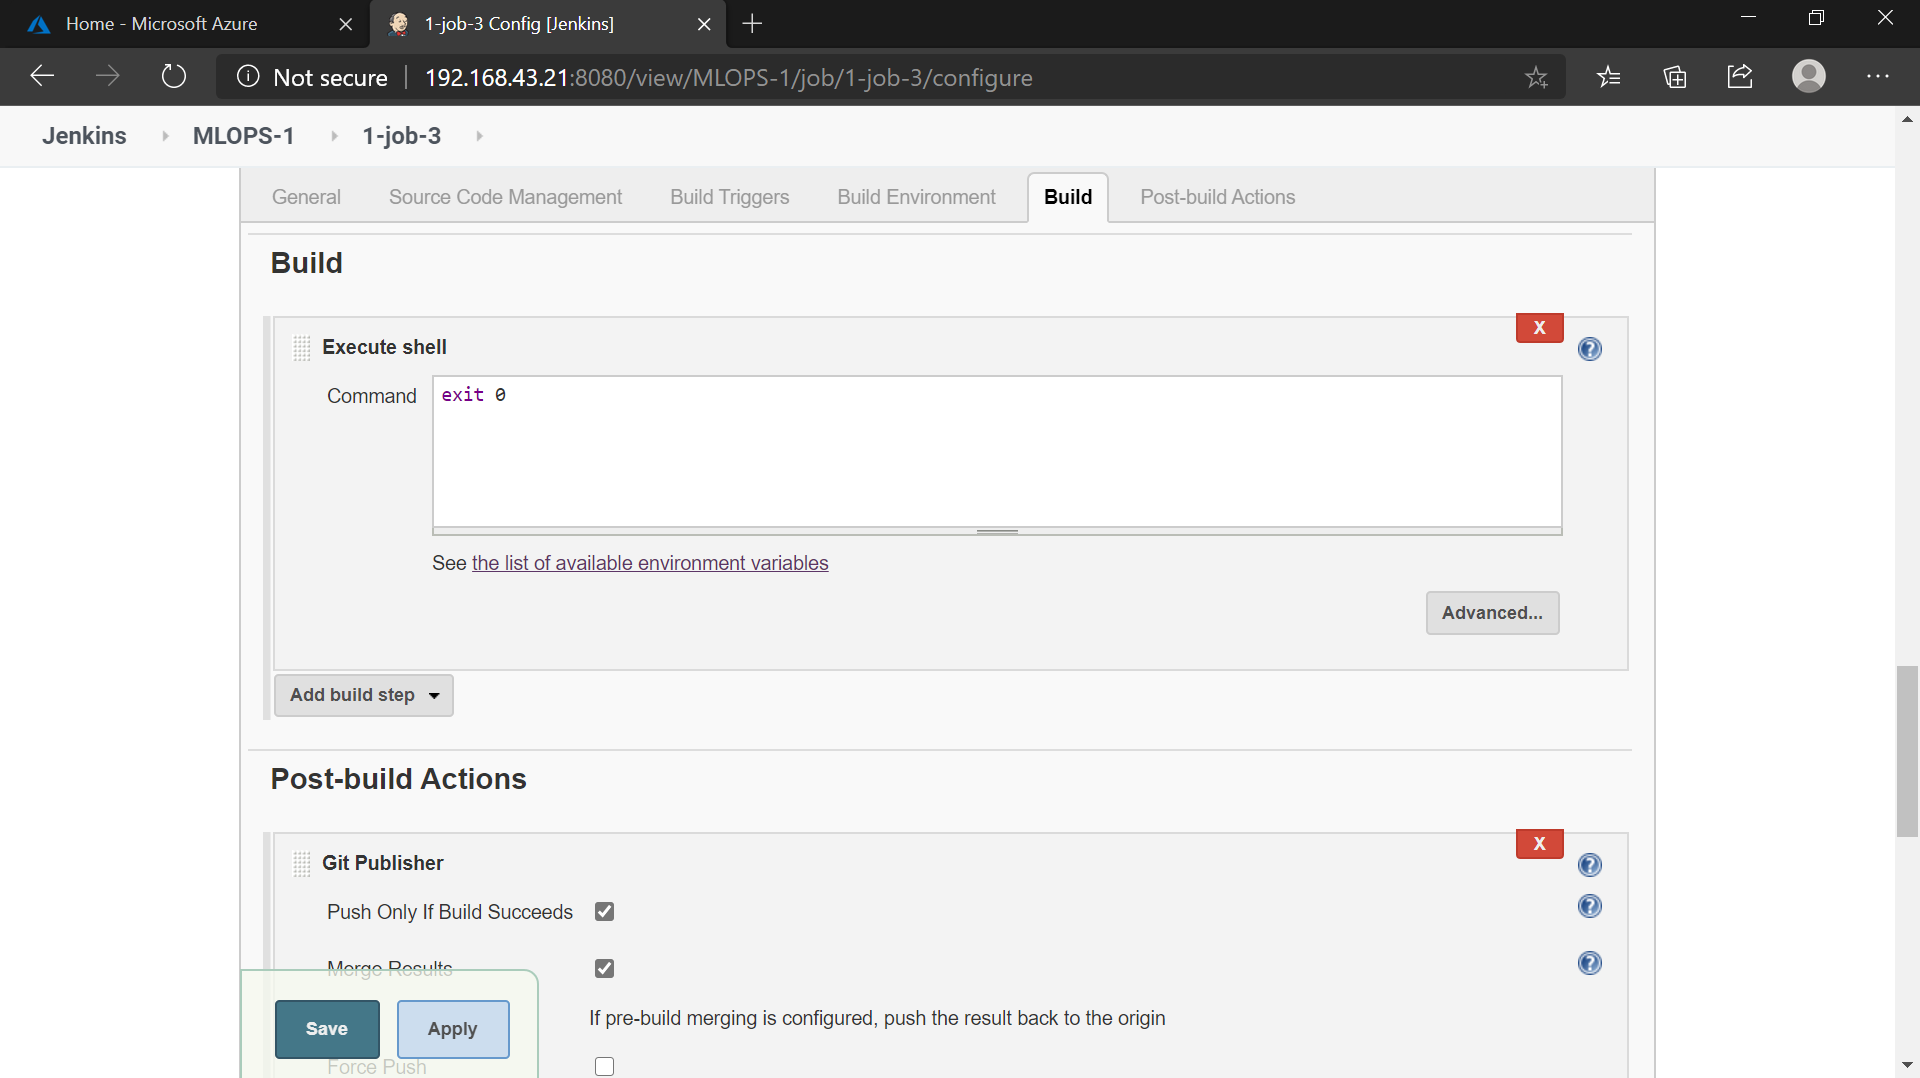 Home - Microsoft Azure
1-job-3 Config [Jenkins]
Not secure
192.168.43.21:8080/view/MLOPS-1/job/1-job-3/configure
Jenkins MLOPS-1 1-job-3
General Source Code Management Build Triggers Build Environment Build Post-build Actions
Build
X
Execute shell
Command
exit 0
See the list of available environment variables
Advanced...
Add build step
Post-build Actions
X
Git Publisher
Push Only If Build Succeeds
Merge Results
If pre-build merging is configured, push the result back to the origin
Save
Apply
Force Push